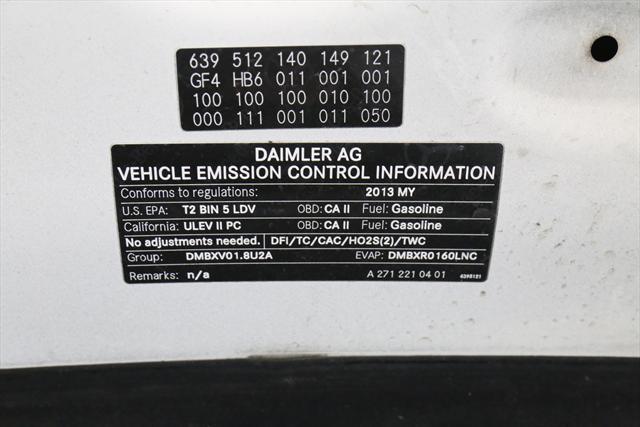 639 512 140 149 121
GF4 HB6 011 001 001
100 100 100 010 100
000 111 001 011 050
DAIMLER AG
VEHICLE EMISSION CONTROL INFORMATION
Conforms to regulations: 2013 MY
U.S. EPA: T2 BIN 5 LDV OBD: CA II Fuel: Gasoline
California: ULEV II PC OBD: CA II Fuel: Gasoline
No adjustments needed. DFI/TC/CAC/HO2S(2)/TWC
Group: DMBXV01.8U2A EVAP: DMBXR0160LNC
Remarks: n/a A 271 221 04 01 6395121